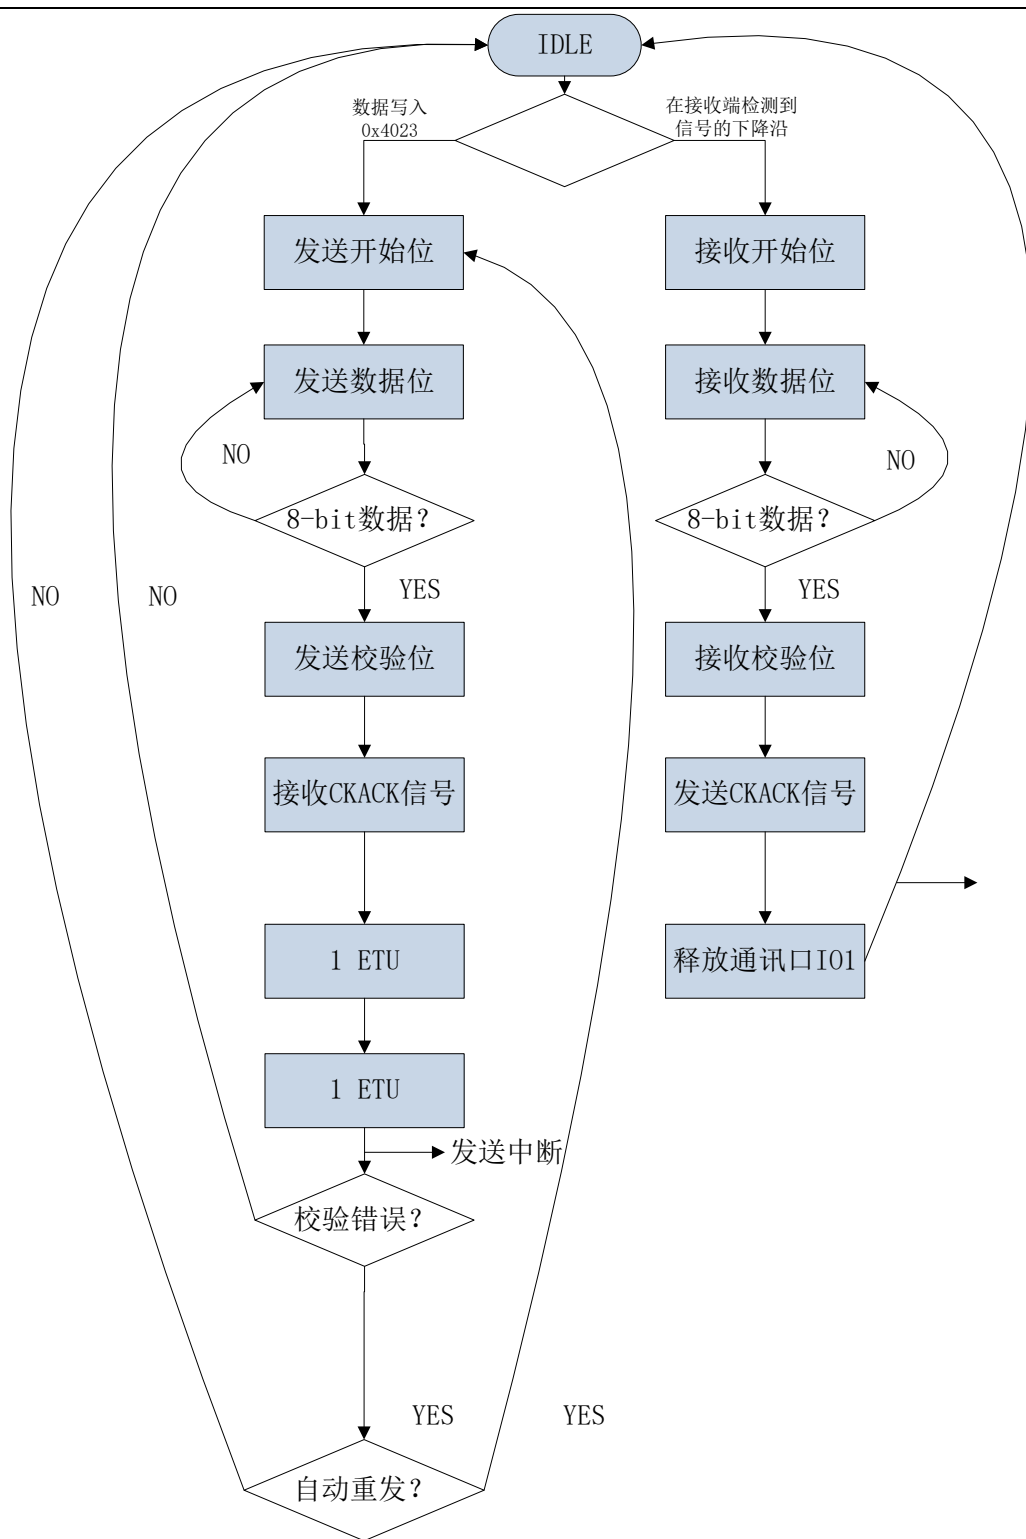 IDLE
数据写入
0x4023
在接收端检测到
信号的下降沿
发送开始位
接收开始位
发送数据位
接收数据位
NO
NO
8-bit数据?
8-bit数据?
YES
YES
NO
NO
发送校验位
接收校验位
接收CKACK信号
发送CKACK信号
1 ETU
释放通讯口IO1
1 ETU
发送中断
校验错误?
YES
YES
自动重发?